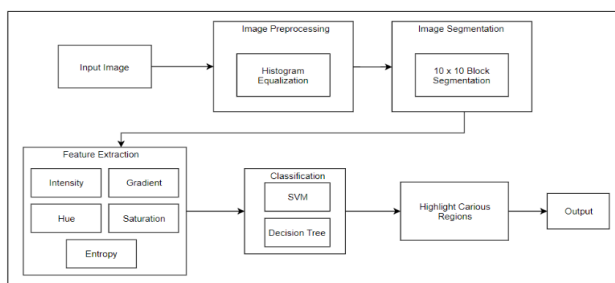 Image Preprocessing
Image Segmentation
Input Image
Histogram
Equalization
10 x 10 Block
Segmentation
Feature Extraction
Intensity
Gradient
Hue
Saturation
Entropy
Classification
SVM
Decision Tree
Highlight Carious
Regions
Output